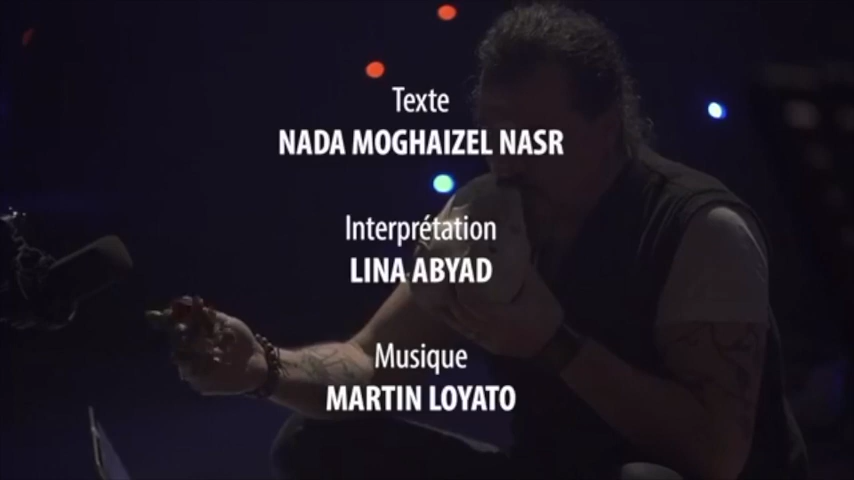 Texte
NADA MOGHAIZEL NASR
Interprétation
LINA ABYAD
Musique
MARTIN LOYATO